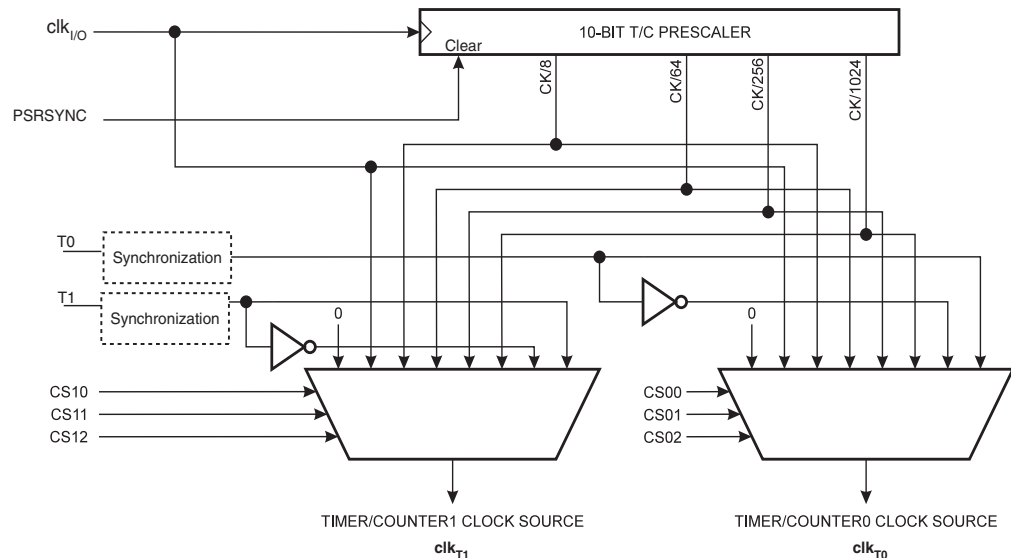 clkI/O
10-BIT T/C PRESCALER
Clear
CK/8
CK/64
CK/256
CK/1024
PSRSYNC
T0
Synchronization
T1
Synchronization
0
0
CS10
CS11
CS12
CS00
CS01
CS02
TIMER/COUNTER1 CLOCK SOURCE
clkT1
TIMER/COUNTER0 CLOCK SOURCE
clkT0